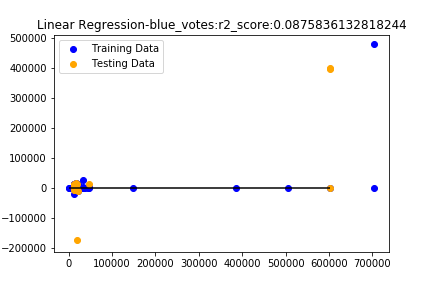 Linear Regression-blue_votes:r2_score:0.0875836132818244
Training Data
Testing Data
500000
400000
300000
200000
100000
0
−100000
−200000
0 100000 200000 300000 400000 500000 600000 700000